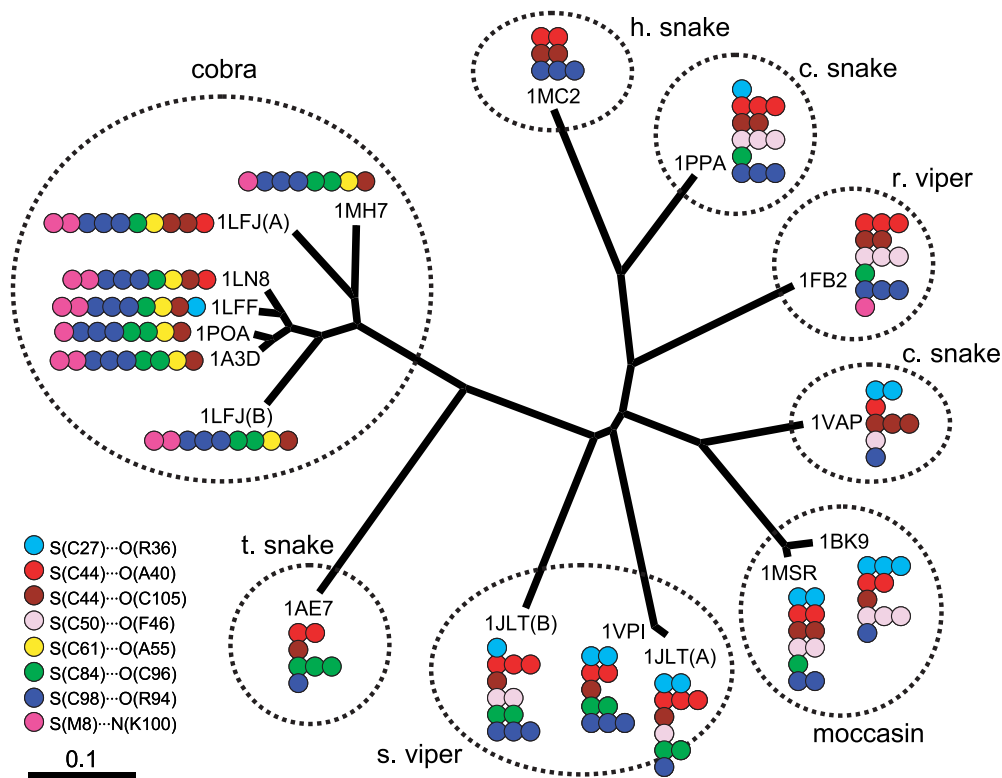 h. snake
cobra
c. snake
1MC2
1PPA
r. viper
1MH7
1LFJ(A)
1LN8
1FB2
1LFF
1POA
c. snake
1A3D
1LFJ(B)
1VAP
S(C27)···O(R36)
S(C44)···O(A40)
S(C44)···O(C105)
S(C50)···O(F46)
S(C61)···O(A55)
S(C84)···O(C96)
S(C98)···O(R94)
S(M8)···N(K100)
0.1
t. snake
1AE7
1BK9
1MSR
1JLT(B)
1VPI
1JLT(A)
s. viper
moccasin